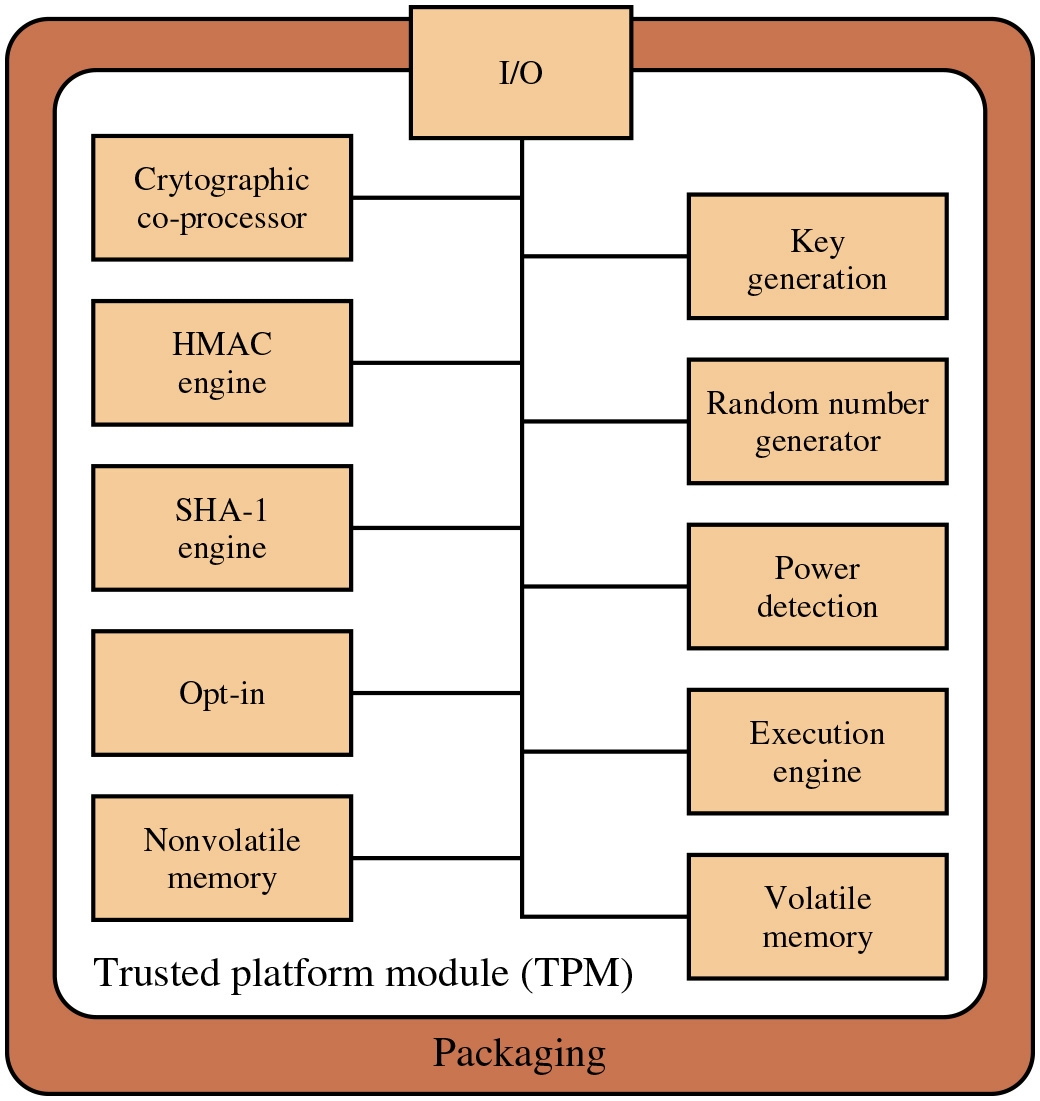 I/O
Crytographic
co-processor
HMAC
engine
SHA-1
engine
Opt-in
Nonvolatile
memory
Key
generation
Random number
generator
Power
detection
Execution
engine
Volatile
memory
Trusted platform module (TPM)
Packaging